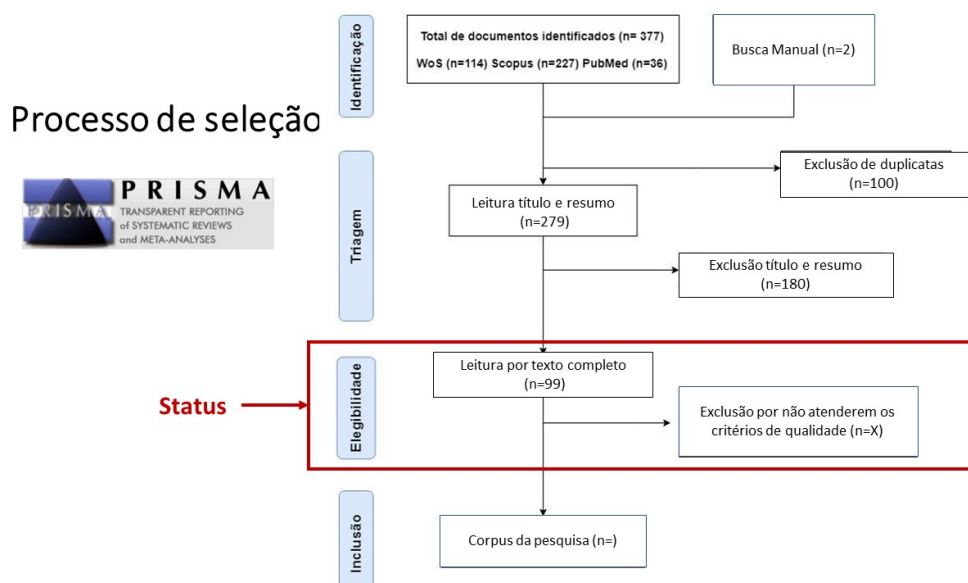 Processo de seleção
PRISMA
PRISMA
TRANSPARENT REPORTING
of SYSTEMATIC REVIEWS
and META-ANALYSES
Identificação
Total de documentos identificados (n= 377)
WoS (n=114) Scopus (n=227) PubMed (n=36)
Busca Manual (n=2)
Triagem
Exclusão de duplicatas
(n=100)
Leitura título e resumo
(n=279)
Exclusão título e resumo
(n=180)
Status
Elegibilidade
Leitura por texto completo
(n=99)
Exclusão por não atenderem os
critérios de qualidade (n=X)
Inclusão
Corpus da pesquisa (n=)